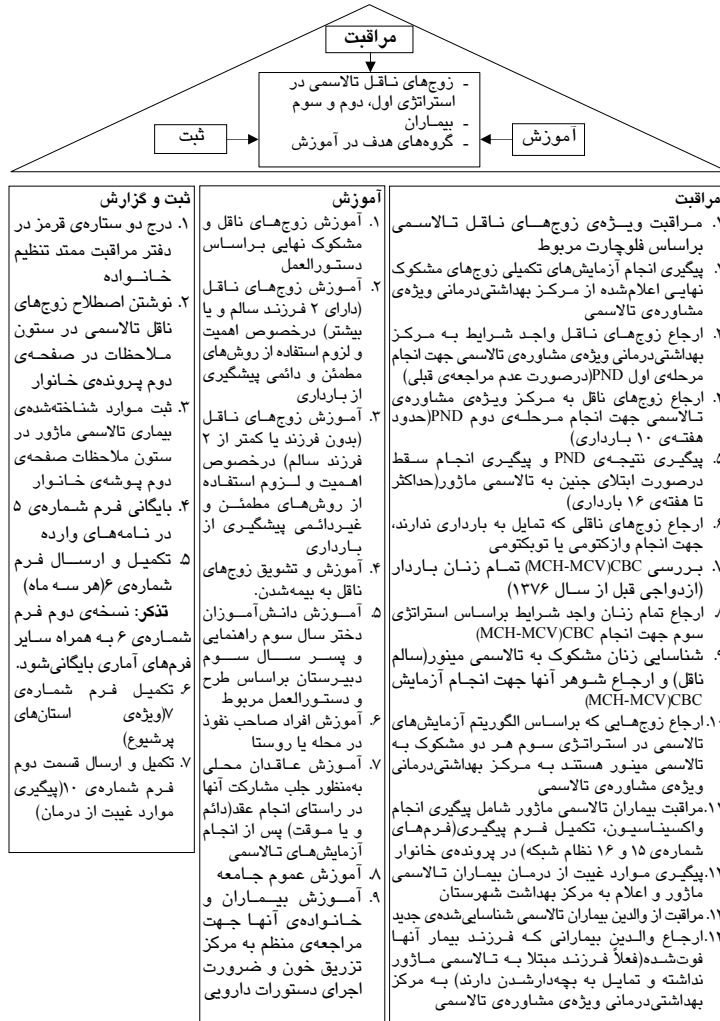 مراقبت
- زوج‌های ناقل تالاسمی در
استراتژی اول، دوم و سوم
- بیماران
- گروه‌های هدف در آموزش
آموزش
ثبت
مراقبت
۱. مراقبت ویژه‌ی زوج‌های ناقل تالاسمی
براساس فلوچارت مربوط
۲. پیگیری انجام آزمایش‌های تکمیلی زوج‌های مشکوک
نهایی اعلام‌شده از مرکز بهداشتی‌درمانی ویژه‌ی
مشاوره‌ی تالاسمی
۳. ارجاع زوج‌های ناقل واجد شرایط به مرکز
بهداشتی‌درمانی ویژه‌ی مشاوره‌ی تالاسمی جهت انجام
مرحله‌ی اول PND(درصورت عدم مراجعه‌ی قبلی)
۴. ارجاع زوج‌های ناقل به مرکز ویژه‌ی مشاوره‌ی
تالاسمی جهت انجام مرحله‌ی دوم PND(حدود
هفته‌ی ۱۰ بارداری)
۵. پیگیری نتیجه‌ی PND و پیگیری انجام سقط
درصورت ابتلای جنین به تالاسمی ماژور(حداکثر
تا هفته‌ی ۱۶ بارداری)
۶. ارجاع زوج‌های ناقلی که تمایل به بارداری ندارند،
جهت انجام وازکتومی یا توبکتومی
۷. بررسی CBC(MCH-MCV) تمام زنان باردار
(ازدواجی قبل از سال ۱۳۷۶)
۸. ارجاع تمام زنان واجد شرایط براساس استراتژی
سوم جهت انجام CBC(MCH-MCV)
۹. شناسایی زنان مشکوک به تالاسمی مینور(سالم
ناقل) و ارجاع شوهر آنها جهت انجام آزمایش
CBC(MCH-MCV)
۱۰.ارجاع زوج‌هایی که براساس الگوریتم آزمایش‌های
تالاسمی در استراتژی سوم هر دو مشکوک به
تالاسمی مینور هستند به مرکز بهداشتی‌درمانی
ویژه‌ی مشاوره‌ی تالاسمی
۱۱.مراقبت بیماران تالاسمی ماژور شامل پیگیری انجام
واکسیناسیون، تکمیل فرم پیگیری(فرم‌های
شماره‌ی ۱۵ و ۱۶ نظام شبکه) در پرونده‌ی خانوار
۱۲.پیگیری موارد غیبت از درمان بیماران تالاسمی
ماژور و اعلام به مرکز بهداشت شهرستان
۱۳.مراقبت از والدین بیماران تالاسمی شناسایی‌شده‌ی جدید
۱۴.ارجاع والدین بیمارانی که فرزند بیمار آنها
فوت‌شده(فعلاً فرزند مبتلا به تالاسمی ماژور
نداشته و تمایل به بچه‌دارشدن دارند) به مرکز
بهداشتی‌درمانی ویژه‌ی مشاوره‌ی تالاسمی
آموزش
۱. آموزش زوج‌های ناقل و
مشکوک نهایی براساس
دستورالعمل
۲. آموزش زوج‌های ناقل
(دارای ۲ فرزند سالم و یا
بیشتر) درخصوص اهمیت
و لزوم استفاده از روش‌های
مطمئن و دائمی پیشگیری
از بارداری
۳. آموزش زوج‌های ناقل
(بدون فرزند یا کمتر از ۲
فرزند سالم) درخصوص
اهمیت و لزوم استفاده
از روش‌های مطمئن و
غیردائمی پیشگیری از
بارداری
۴. آموزش و تشویق زوج‌های
ناقل به بیمه‌شدن.
۵. آموزش دانش‌آموزان
دختر سال سوم راهنمایی
و پسر سال سوم
دبیرستان براساس طرح
و دستورالعمل مربوط
۶. آموزش افراد صاحب نفوذ
در محله یا روستا
۷. آموزش عاقدان محلی
به‌منظور جلب مشارکت آنها
در راستای انجام عقد(دائم
و یا موقت) پس از انجام
آزمایش‌های تالاسمی
۸. آموزش عموم جامعه
۹. آموزش بیماران و
خانواده‌ی آنها جهت
مراجعه‌ی منظم به مرکز
تزریق خون و ضرورت
اجرای دستورات دارویی
ثبت و گزارش
۱. درج دو ستاره‌ی قرمز در
دفتر مراقبت ممتد تنظیم
خانواده
۲. نوشتن اصطلاح زوج‌های
ناقل تالاسمی در ستون
ملاحظات در صفحه‌ی
دوم پرونده‌ی خانوار
۳. ثبت موارد شناخته‌شده‌ی
بیماری تالاسمی ماژور در
ستون ملاحظات صفحه‌ی
دوم پوشه‌ی خانوار
۴. بایگانی فرم شماره‌ی ۵
در نامه‌های وارده
۵. تکمیل و ارسال فرم
شماره‌ی ۶(هر سه ماه)
تذکر: نسخه‌ی دوم فرم
شماره‌ی ۶ به همراه سایر
فرم‌های آماری بایگانی‌شود.
۶. تکمیل فرم شماره‌ی
۷(ویژه‌ی استان‌های
پرشیوع)
۷. تکمیل و ارسال قسمت دوم
فرم شماره‌ی ۱۰(پیگیری
موارد غیبت از درمان)